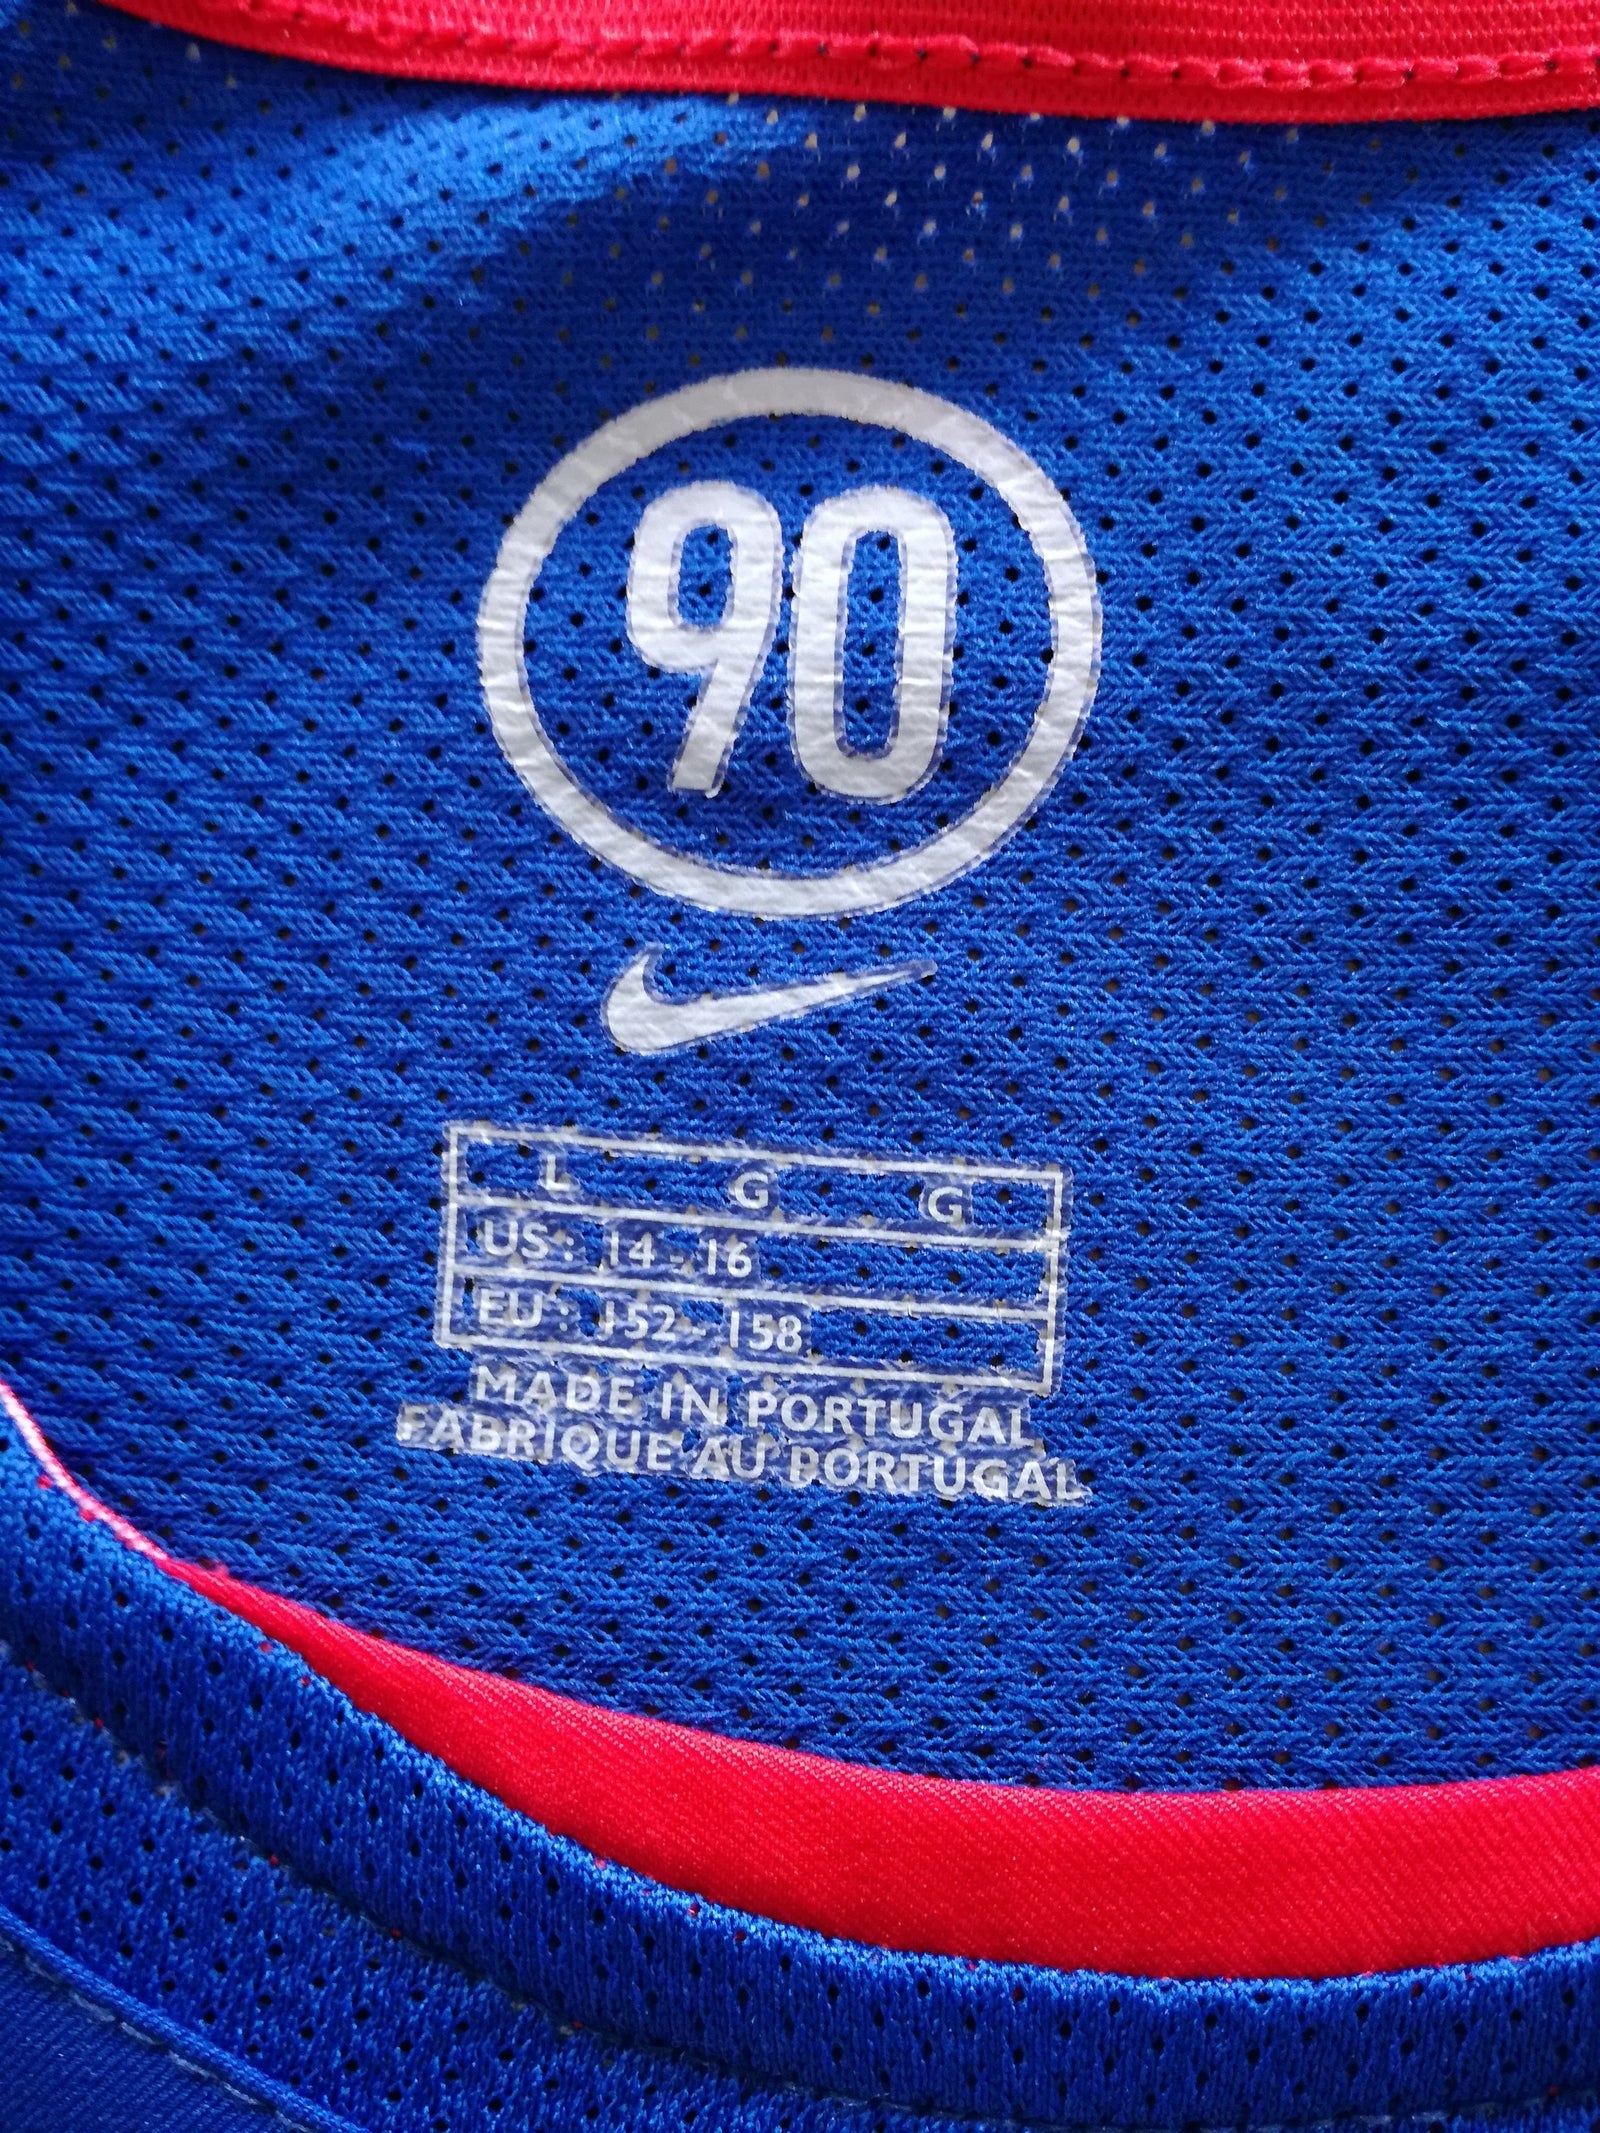 90
L G G
US : 14 - 16
EU : 152 - 158
MADE IN PORTUGAL
FABRIQUE AU PORTUGAL